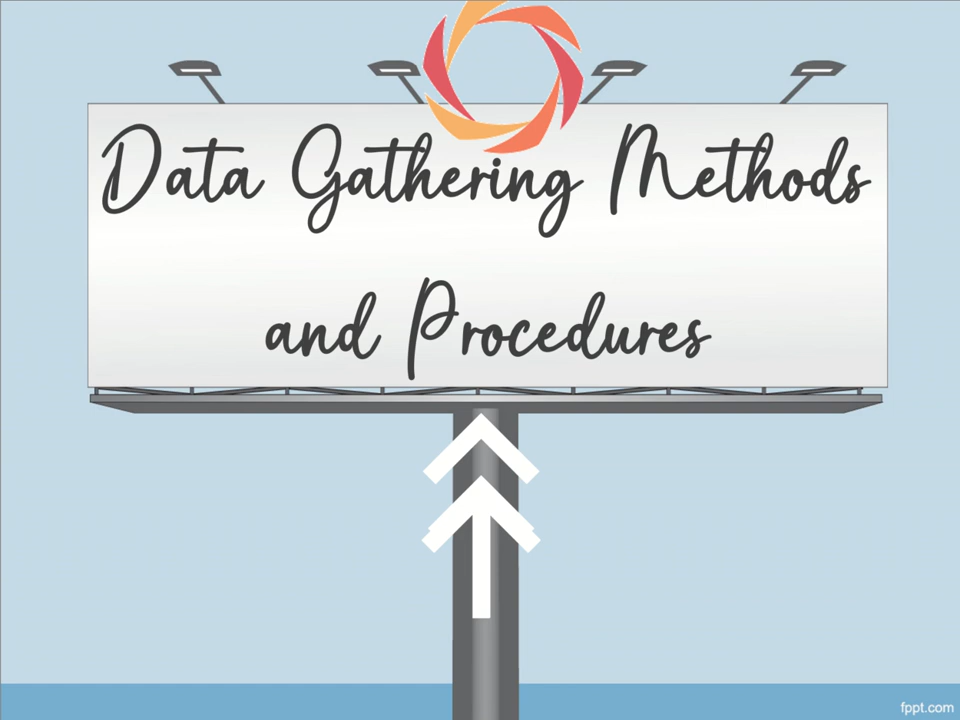 Data Gathering Methods
and Procedures
fppt.com